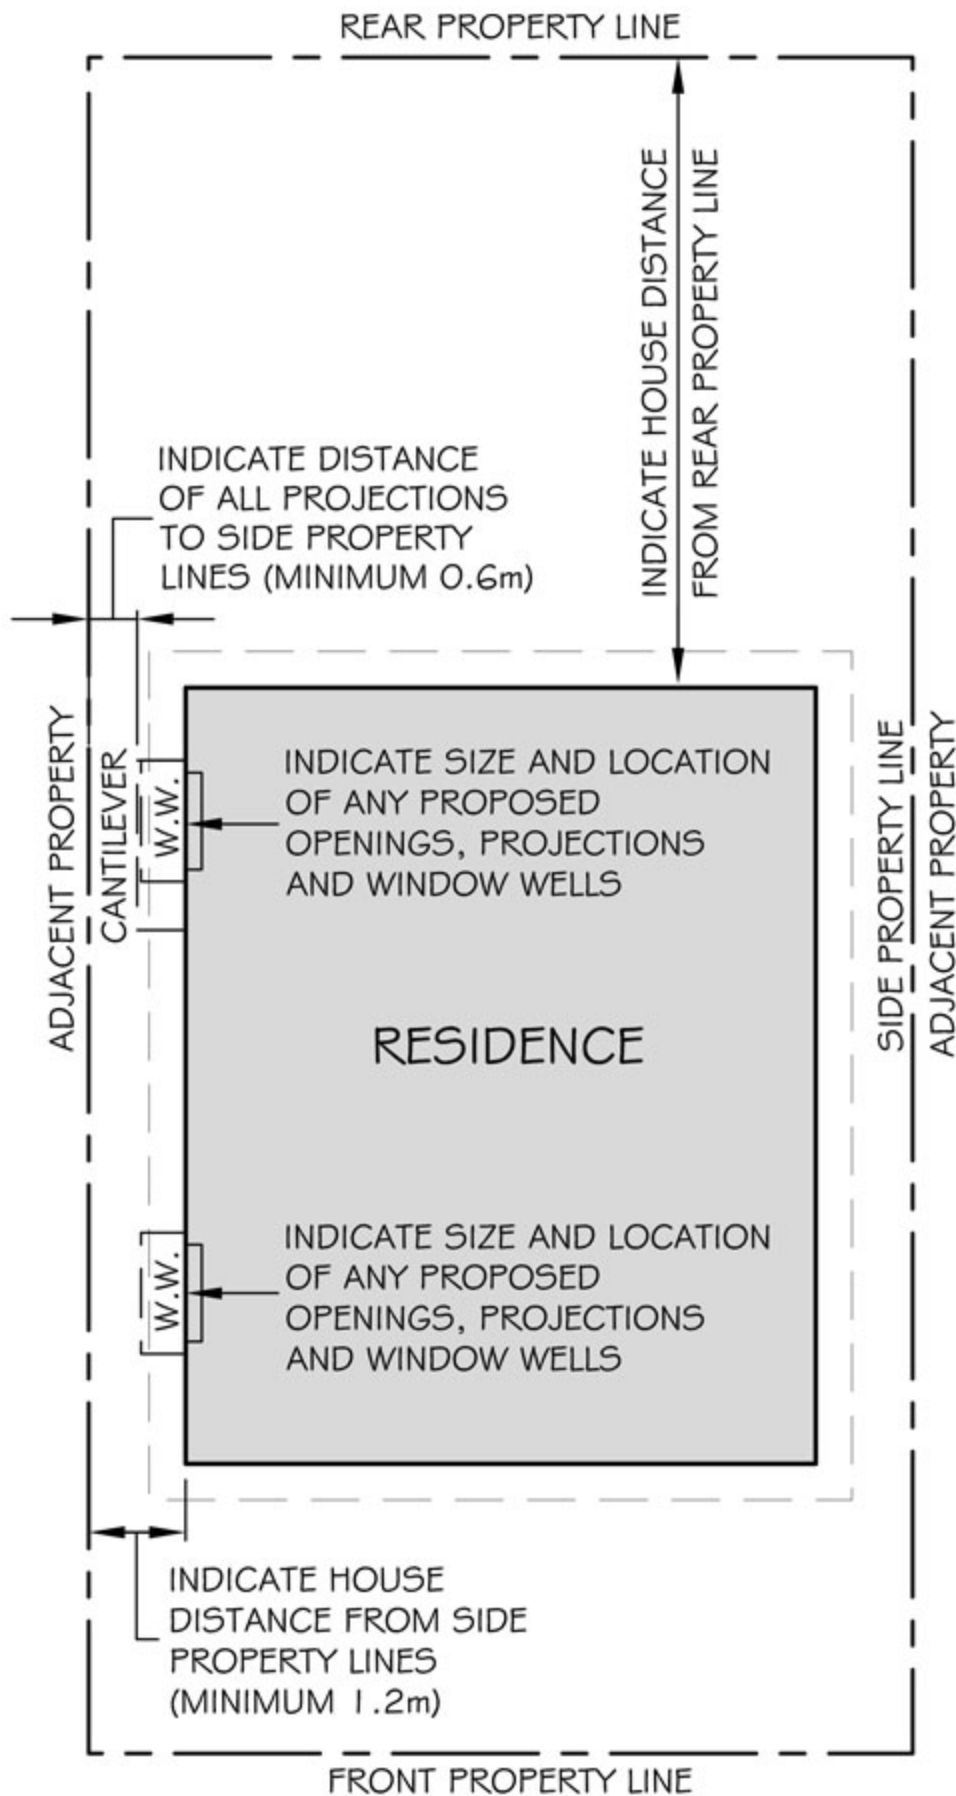 REAR PROPERTY LINE
INDICATE HOUSE DISTANCE
FROM REAR PROPERTY LINE
INDICATE DISTANCE
OF ALL PROJECTIONS
TO SIDE PROPERTY
LINES (MINIMUM 0.6m)
ADJACENT PROPERTY
CANTILEVER
W.W.
INDICATE SIZE AND LOCATION
OF ANY PROPOSED
OPENINGS, PROJECTIONS
AND WINDOW WELLS
SIDE PROPERTY LINE
ADJACENT PROPERTY
RESIDENCE
W.W.
INDICATE SIZE AND LOCATION
OF ANY PROPOSED
OPENINGS, PROJECTIONS
AND WINDOW WELLS
INDICATE HOUSE
DISTANCE FROM SIDE
PROPERTY LINES
(MINIMUM 1.2m)
FRONT PROPERTY LINE